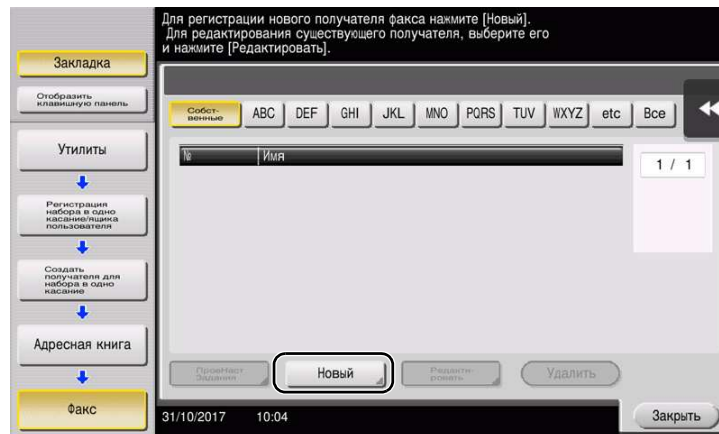 Для регистрации нового получателя факса нажмите [Новый].
Для редактирования существующего получателя, выберите его
и нажмите [Редактировать].
Закладка
Отобразить
клавишную панель
Утилиты
Регистрация
набора в одно
касание/ящика
пользователя
Создать
получателя для
набора в одно
касание
Адресная книга
Факс
Собст-
венные
ABC
DEF
GHI
JKL
MNO
PQRS
TUV
WXYZ
etc
Все
№
Имя
1 / 1
ПровНаст
Задания
Новый
Редакти-
ровать
Удалить
31/10/2017 10:04
Закрыть